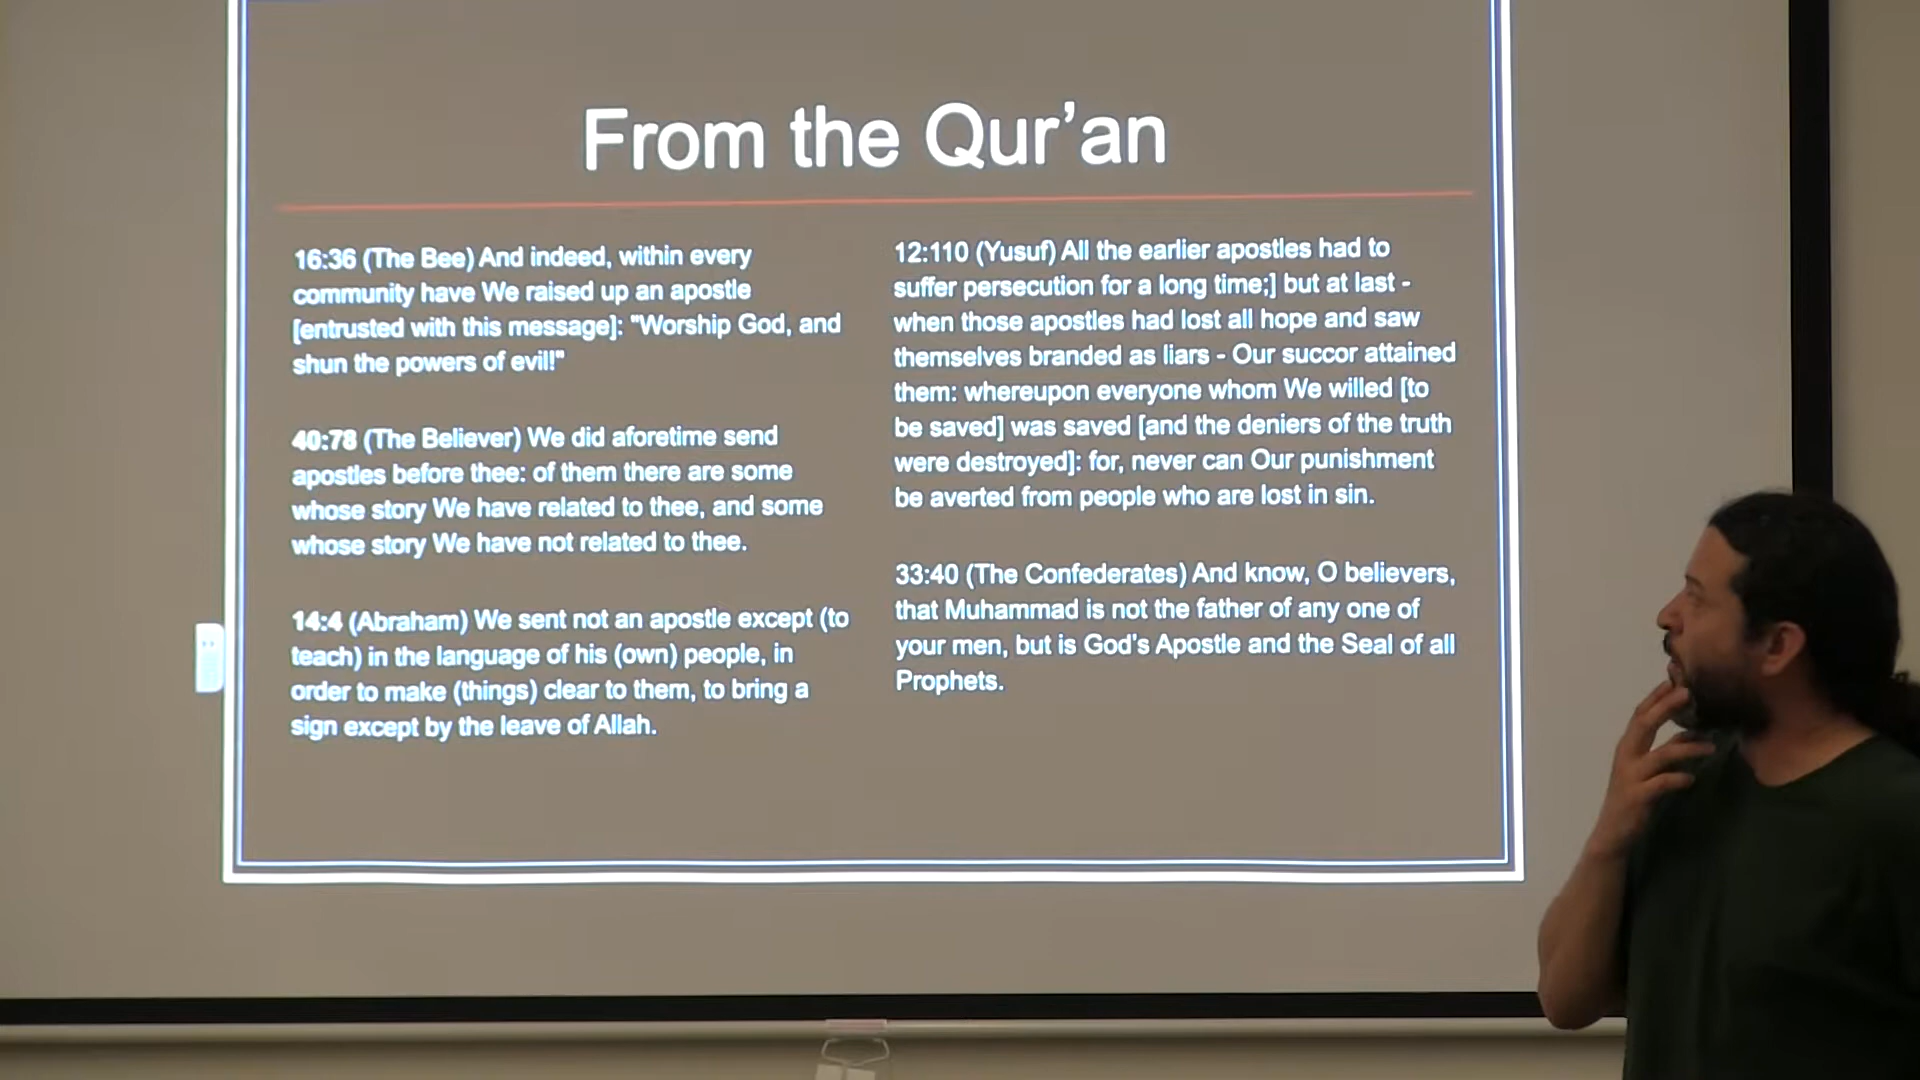 From the Qur’an
16:36 (The Bee) And indeed, within every
community have We raised up an apostle
[entrusted with this message]: "Worship God, and
shun the powers of evil!"
40:78 (The Believer) We did aforetime send
apostles before thee: of them there are some
whose story We have related to thee, and some
whose story We have not related to thee.
14:4 (Abraham) We sent not an apostle except (to
teach) in the language of his (own) people, in
order to make (things) clear to them, to bring a
sign except by the leave of Allah.
12:110 (Yusuf) All the earlier apostles had to
suffer persecution for a long time;] but at last -
when those apostles had lost all hope and saw
themselves branded as liars - Our succor attained
them: whereupon everyone whom We willed [to
be saved] was saved [and the deniers of the truth
were destroyed]: for, never can Our punishment
be averted from people who are lost in sin.
33:40 (The Confederates) And know, O believers,
that Muhammad is not the father of any one of
your men, but is God's Apostle and the Seal of all
Prophets.